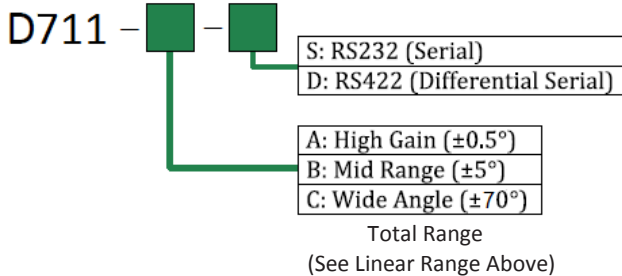 D711 – –
S: RS232 (Serial)
D: RS422 (Differential Serial)
A: High Gain (±0.5°)
B: Mid Range (±5°)
C: Wide Angle (±70°)
Total Range
(See Linear Range Above)